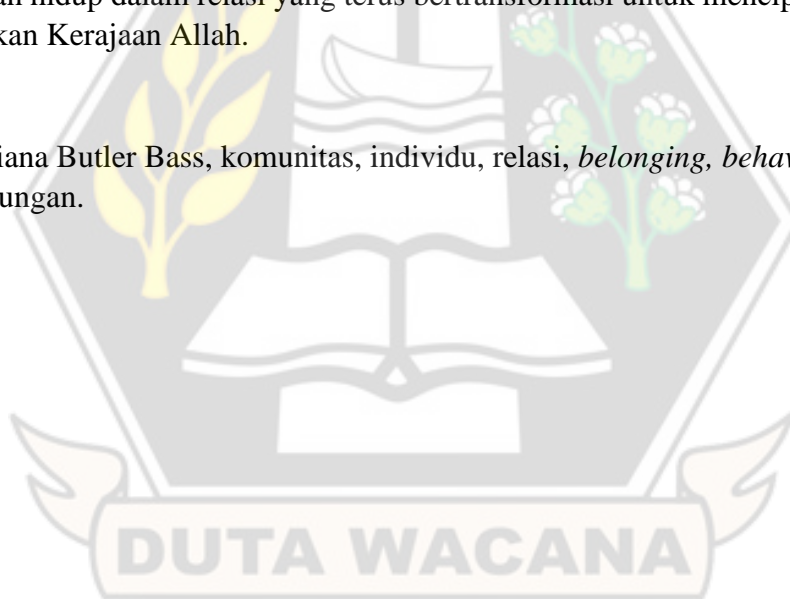 hidup dalam relasi yang terus bertransformasi untuk
kan Kerajaan Allah.
iana Butler Bass, komunitas, individu, relasi, belonging,
ungan.
DUTA WACANA